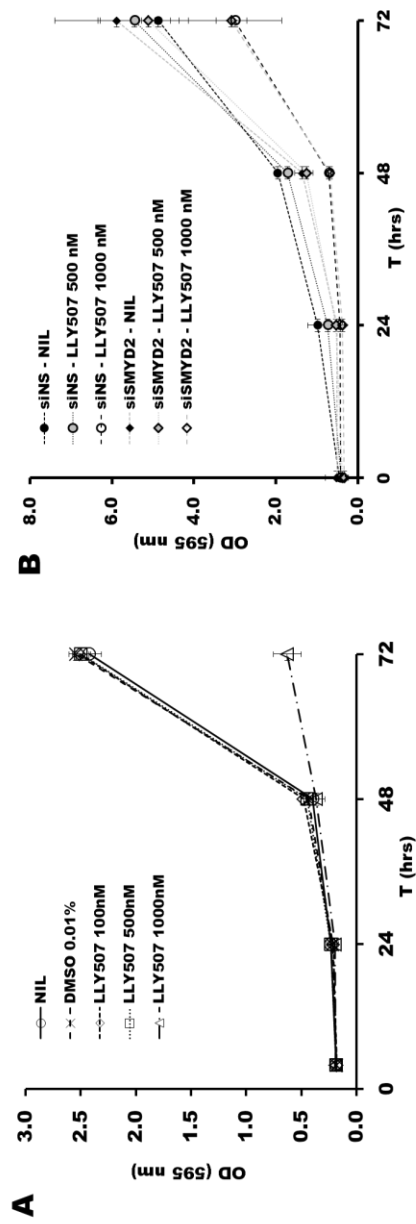 A
3.0
2.5
2.0
1.5
1.0
0.5
0.0
OD (595 nm)
NIL
DMSO 0.01%
LLY507 100nM
LLY507 500nM
LLY507 1000nM
0
24
48
72
T (hrs)
B
8.0
6.0
4.0
2.0
0.0
OD (595 nm)
siNS - NIL
siNS - LLY507 500 nM
siNS - LLY507 1000 nM
siSMYD2 - NIL
siSMYD2 - LLY507 500 nM
siSMYD2 - LLY507 1000 nM
0
24
48
72
T (hrs)